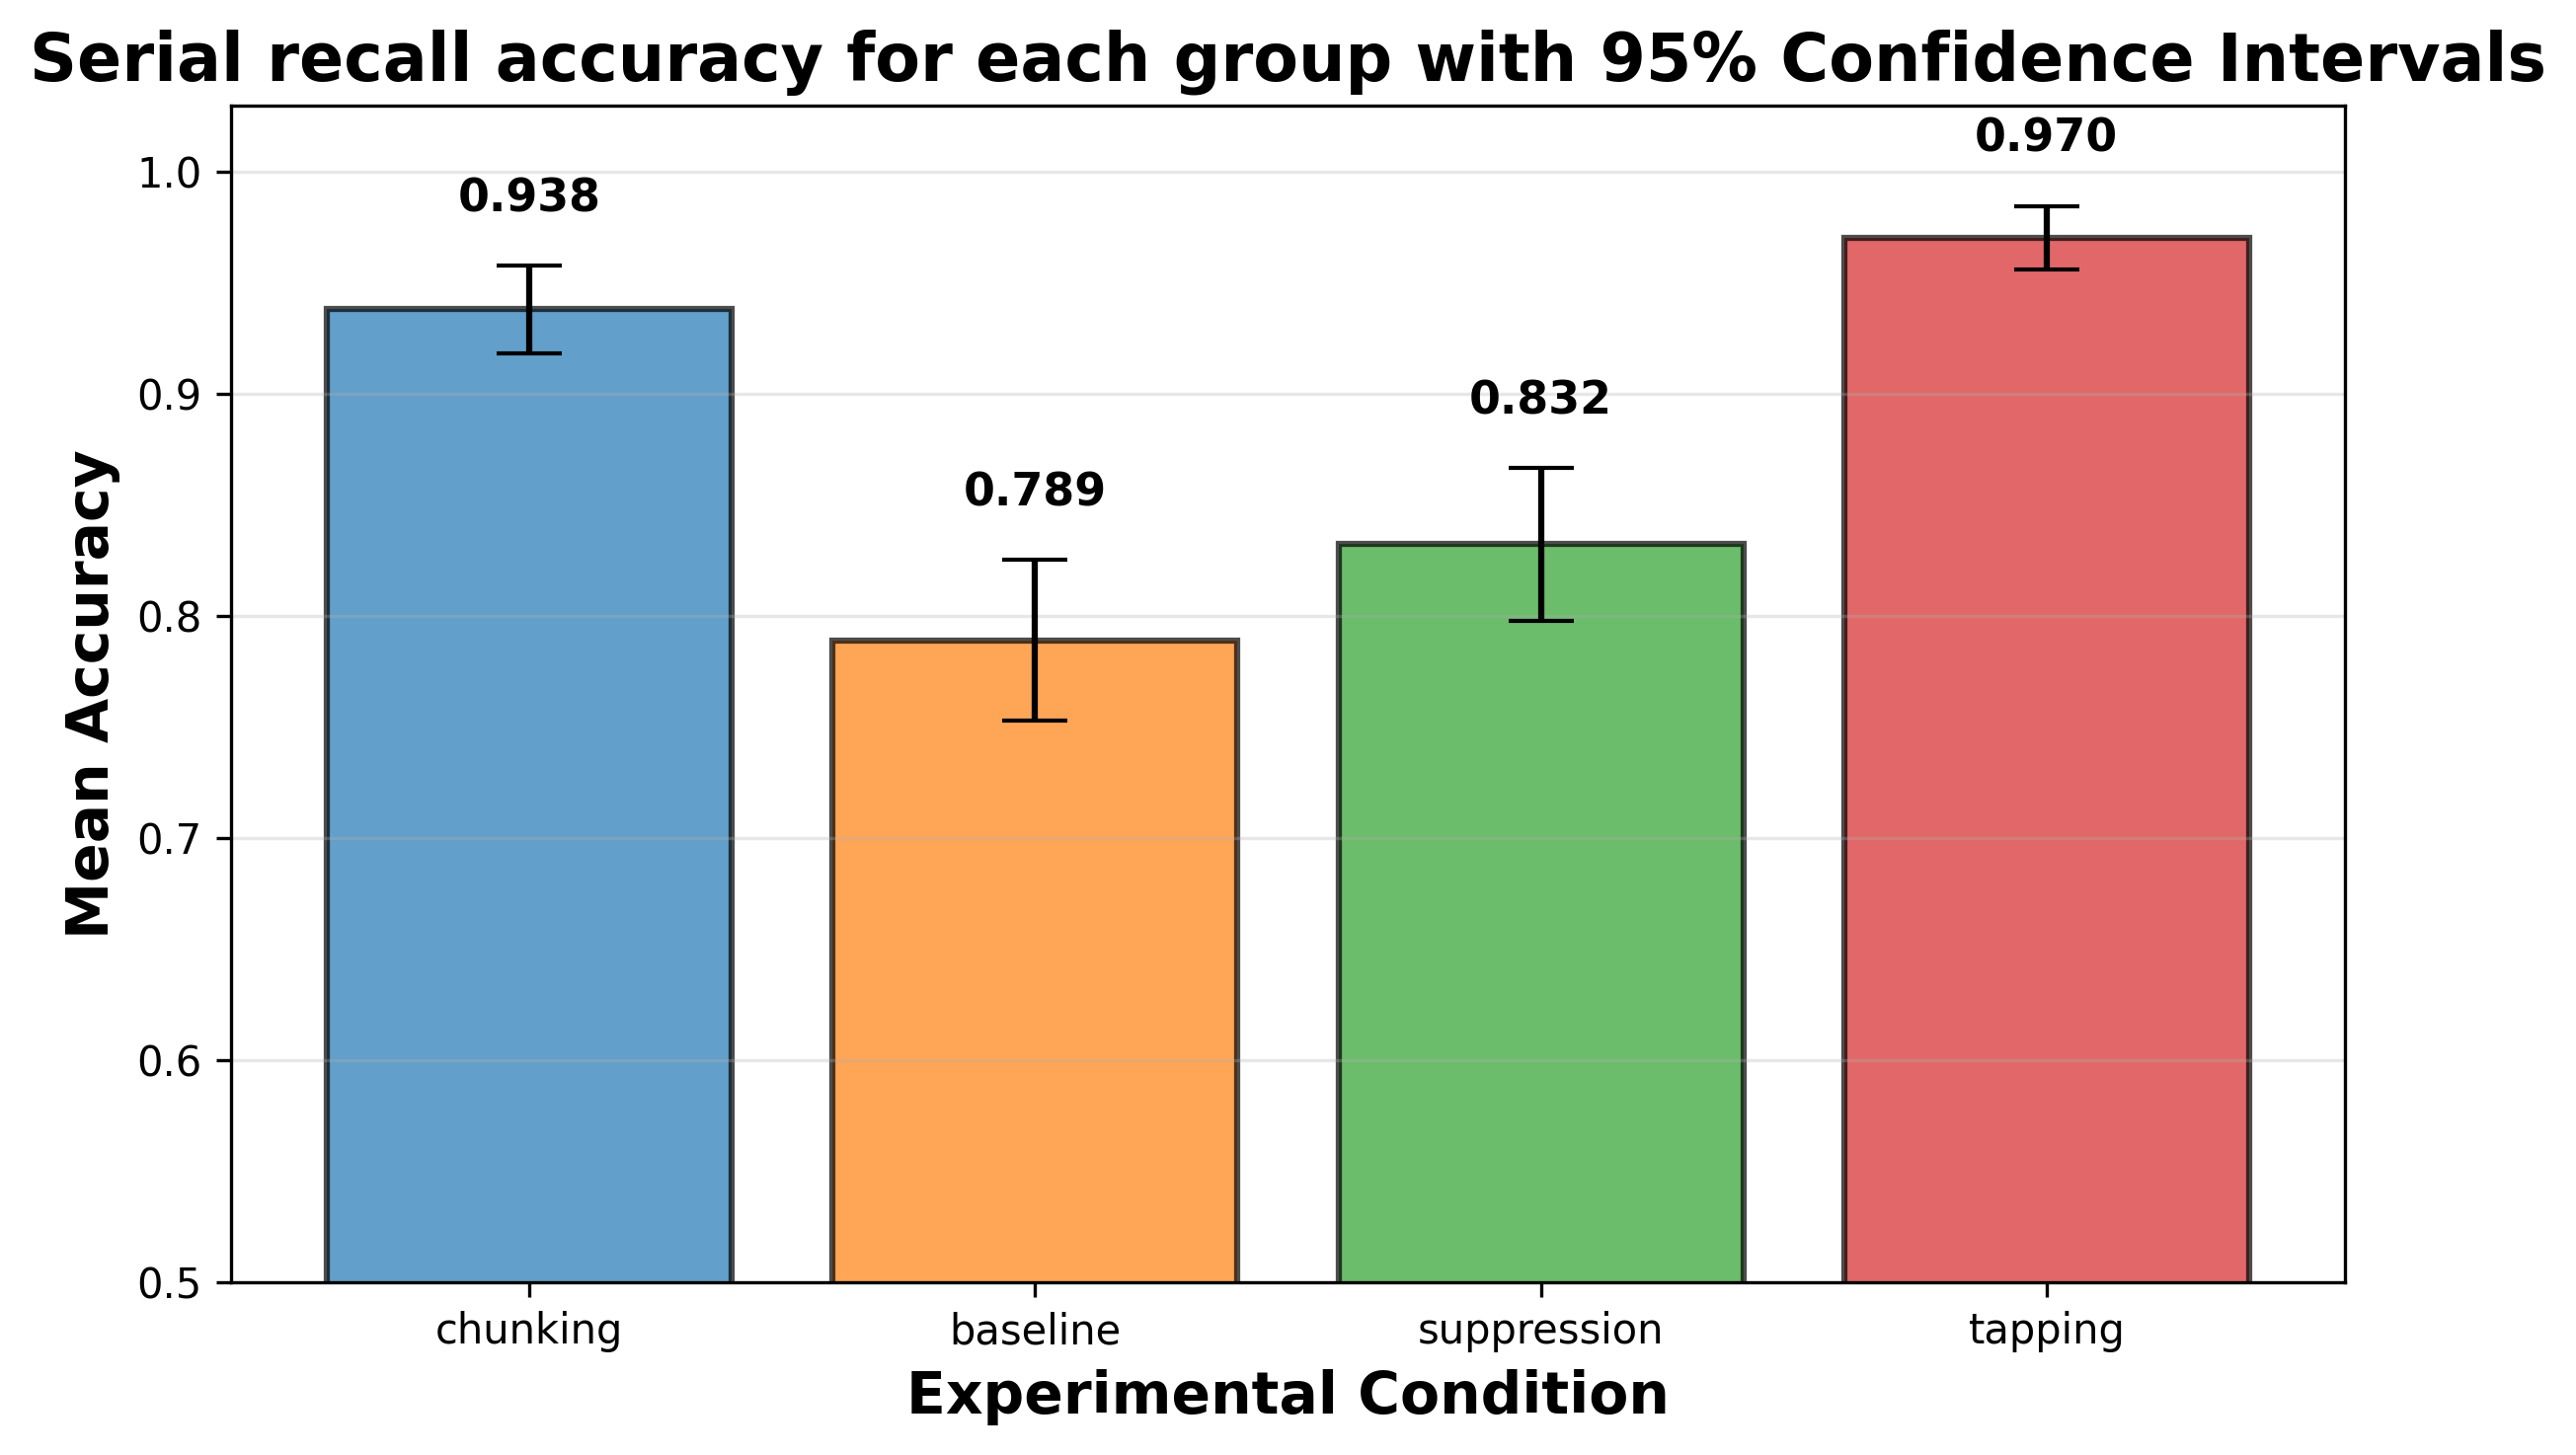 Serial recall accuracy for each group with 95% Confidence Intervals
Mean Accuracy
1.0
0.9
0.8
0.7
0.6
0.5
0.938
0.789
0.832
0.970
chunking
baseline
suppression
tapping
Experimental Condition